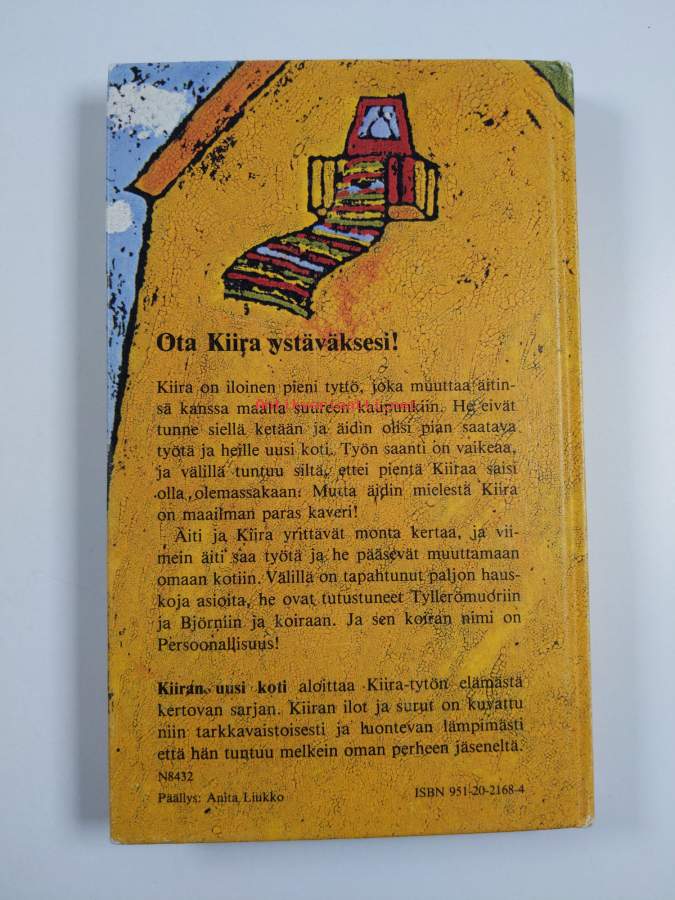 Ota Kiira ystäväksesi!
Kiira on iloinen pieni tyttö, joka muuttaa äitin-
sä kanssa maalta suureen kaupunkiin. He eivät
tunne siellä ketään ja äidin olisi pian saatava
työtä ja heille uusi koti. Työn saanti on vaikeaa,
ja välillä tuntuu siltä, ettei pientä Kiiraa saisi
olla olemassakaan. Mutta äidin mielestä Kiira
on maailman paras kaveri!
Äiti ja Kiira yrittävät monta kertaa, ja vii-
mein äiti saa työtä ja he pääsevät muuttamaan
omaan kotiin. Välillä on tapahtunut paljon haus-
koja asioita, he ovat tutustuneet Tylleromuoriin
ja Björniin ja koiraan. Ja sen koiran nimi on
Persoonallisuus!
Kiiran uusi koti aloittaa Kiira-tytön elämästä
kertovan sarjan. Kiiran ilot ja surut on kuvattu
niin tarkkavaistoisesti ja luontevan lämpimästi
että hän tuntuu melkein oman perheen jäseneltä.
N8432
Päällys: Anita Liukko
ISBN 951-20-2168-4